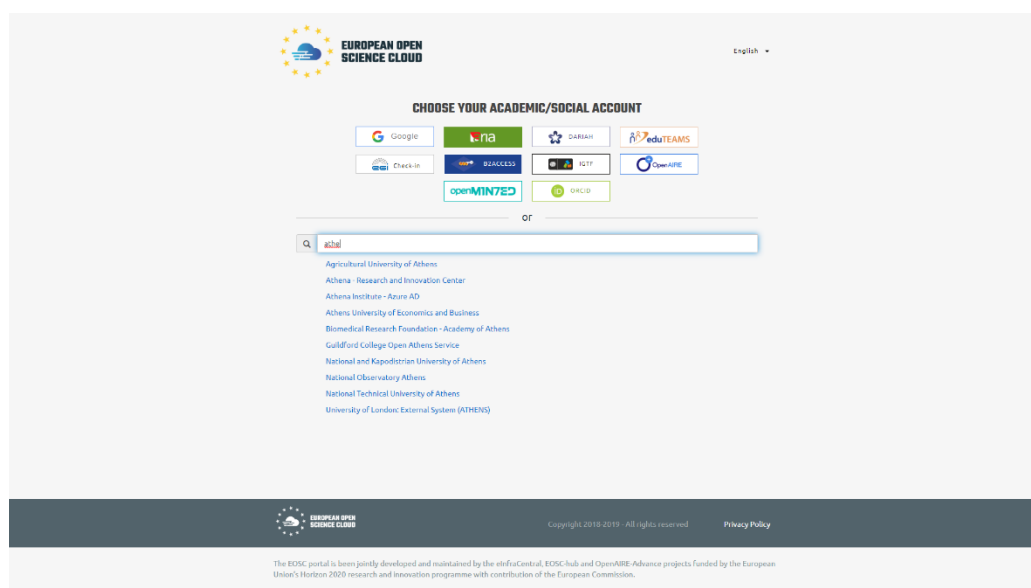 EUROPEAN OPEN
SCIENCE CLOUD
English
CHOOSE YOUR ACADEMIC/SOCIAL ACCOUNT
Google
na
DARIAH
eduTEAMS
eGi Check-in
B2ACCESS
IGTF
OpenAIRE
openMINTED
iD ORCID
or
athe
Agricultural University of Athens
Athena - Research and Innovation Center
Athena Institute - Azure AD
Athens University of Economics and Business
Biomedical Research Foundation - Academy of Athens
Guildford College Open Athens Service
National and Kapodistrian University of Athens
National Observatory Athens
National Technical University of Athens
University of London: External System (ATHENS)
EUROPEAN OPEN
SCIENCE CLOUD
Copyright 2018-2019 - All rights reserved
Privacy Policy
The EOSC portal is been jointly developed and maintained by the eInfraCentral, EOSC-hub and OpenAIRE-Advance projects funded by the European
Union's Horizon 2020 research and innovation programme with contribution of the European Commission.